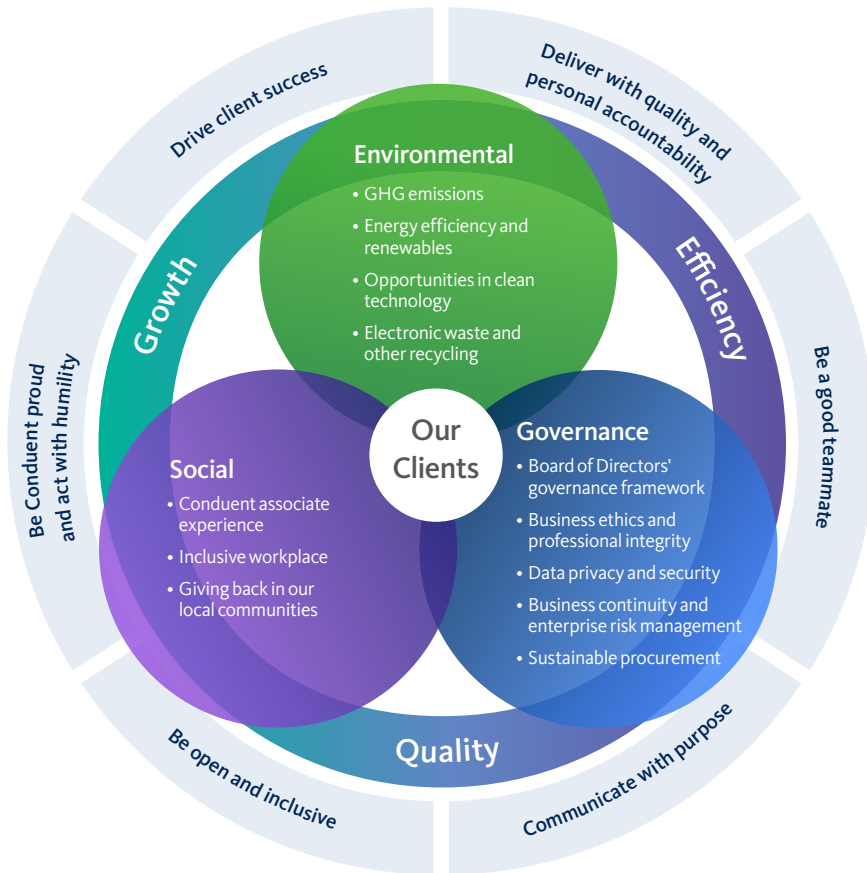 Drive client success
Deliver with quality and
personal accountability
Environmental
• GHG emissions
• Energy efficiency and
renewables
• Opportunities in clean
technology
• Electronic waste and
other recycling
Growth
Efficiency
Be Conduent proud
and act with humility
Be a good teammate
Our
Clients
Social
• Conduent associate
experience
• Inclusive workplace
• Giving back in our
local communities
Governance
• Board of Directors'
governance framework
• Business ethics and
professional integrity
• Data privacy and security
• Business continuity and
enterprise risk management
• Sustainable procurement
Quality
Be open and inclusive
Communicate with purpose